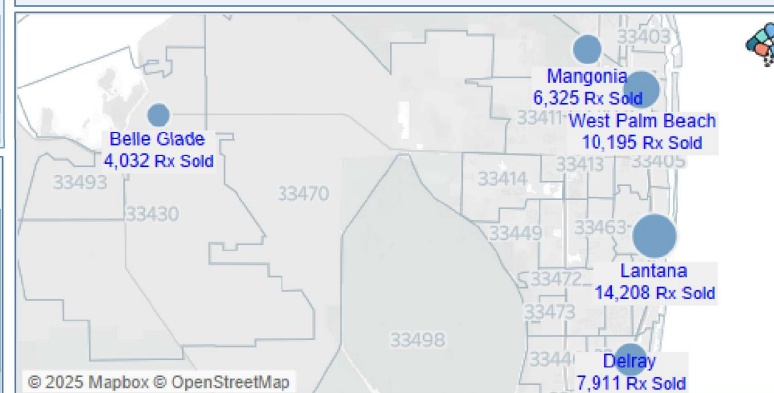 33403
Mangonia
6,325 Rx Sold
33411
West Palm Beach
10,195 Rx Sold
Belle Glade
4,032 Rx Sold
33413
33405
33493
33414
33470
33430
33449
33463
Lantana
14,208 Rx Sold
33472
33473
33498
Delray
7,911 Rx Sold
© 2025 Mapbox © OpenStreetMap